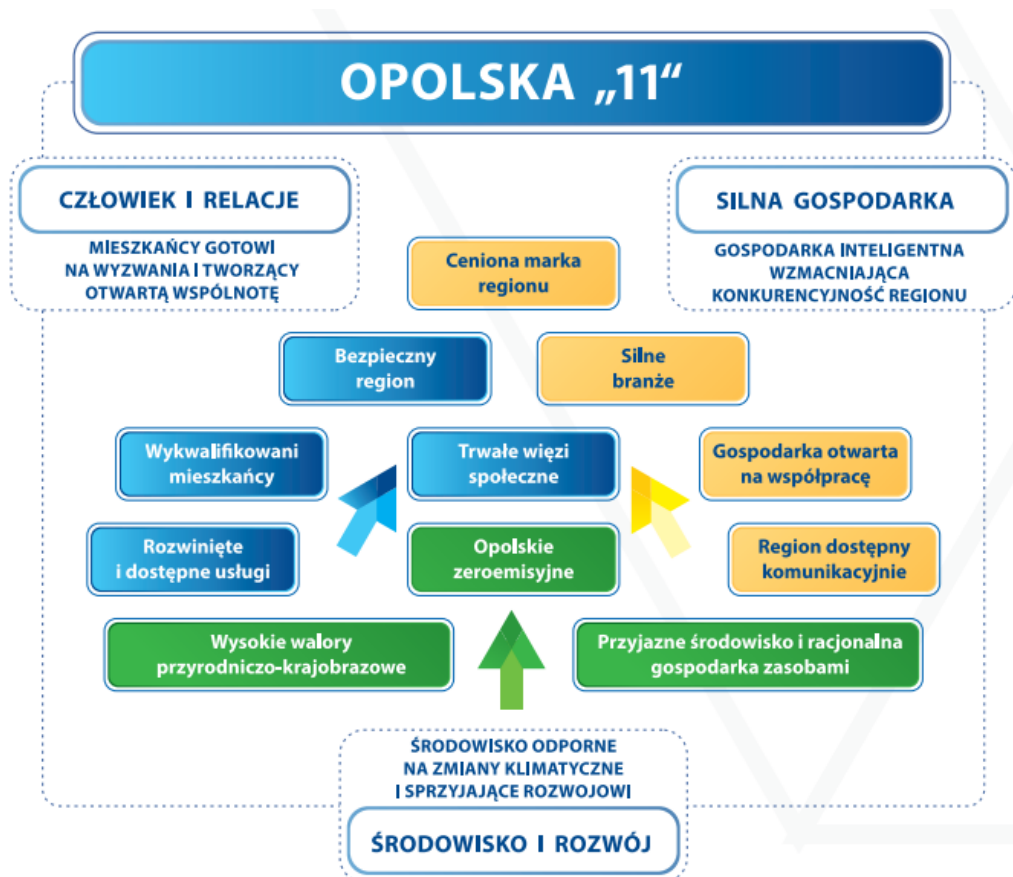 OPOLSKA „11“
CZŁOWIEK I RELACJE
MIESZKAŃCY GOTOWI
NA WYZWANIA I TWORZĄCY
OTWARTĄ WSPÓLNOTĘ
SILNA GOSPODARKA
GOSPODARKA INTELIGENTNA
WZMACNIAJĄCA
KONKURENCYJNOŚĆ REGIONU
Ceniona marka
regionu
Bezpieczny
region
Silne
branże
Wykwalifikowani
mieszkańcy
Trwałe więzi
społeczne
Gospodarka otwarta
na współpracę
Rozwinięte
i dostępne usługi
Opolskie
zeroemisyjne
Region dostępny
komunikacyjnie
Wysokie walory
przyrodniczo-krajobrazowe
Przyjazne środowisko i racjonalna
gospodarka zasobami
ŚRODOWISKO ODPORNE
NA ZMIANY KLIMATYCZNE
I SPRZYJAJĄCE ROZWOJOWI
ŚRODOWISKO I ROZWÓJ